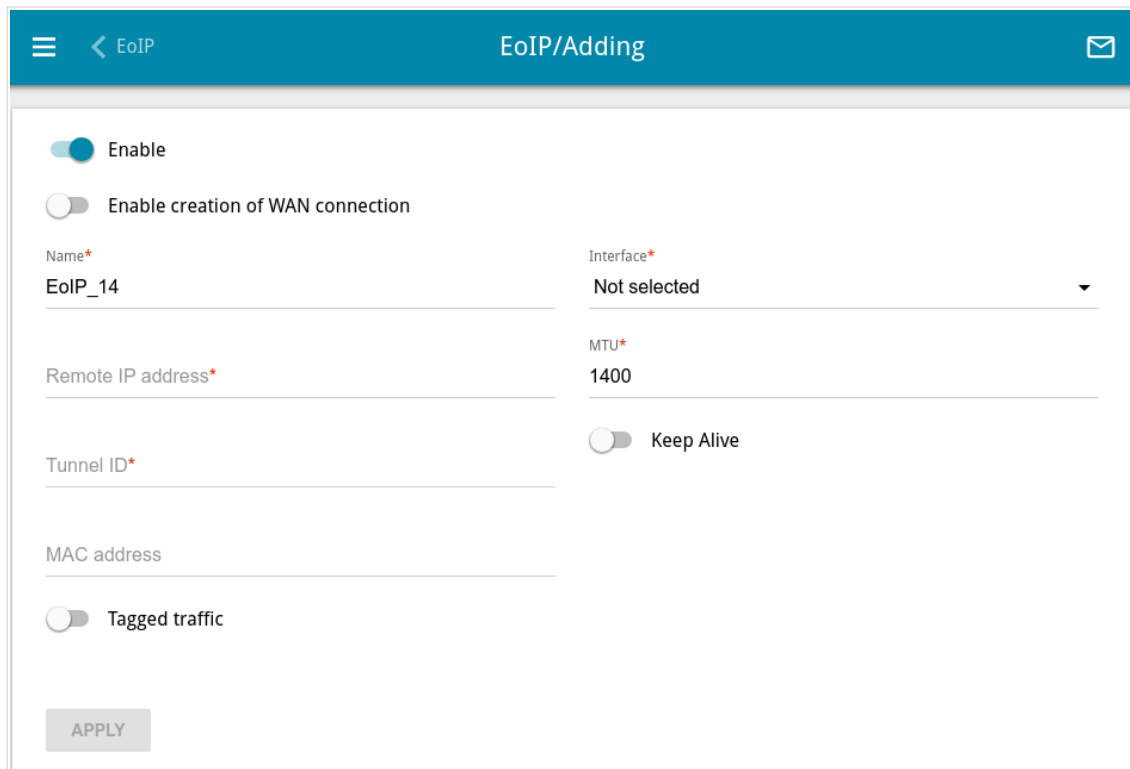 EoIP
EoIP/Adding
Enable
Enable creation of WAN connection
Name*
EoIP_14
Interface*
Not selected
Remote IP address*
MTU*
1400
Tunnel ID*
Keep Alive
MAC address
Tagged traffic
APPLY